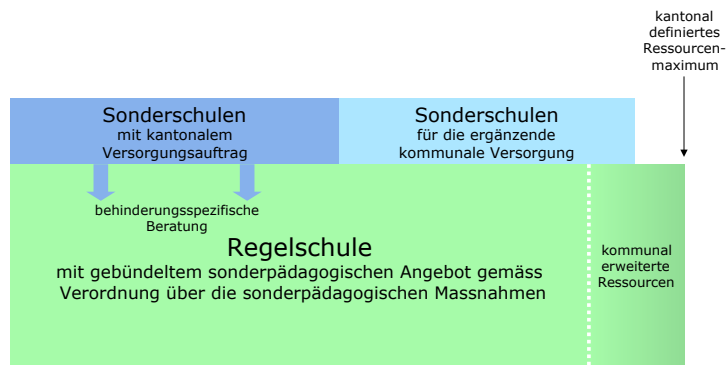 kantonal
definiertes
Ressourcen-
maximum
Sonderschulen
mit kantonalem
Versorgungsauftrag
Sonderschulen
für die ergänzende
kommunale Versorgung
behinderungsspezifische
Beratung
Regelschule
mit gebündeltem sonderpädagogischen Angebot gemäss
Verordnung über die sonderpädagogischen Massnahmen
kommunal
erweiterte
Ressourcen